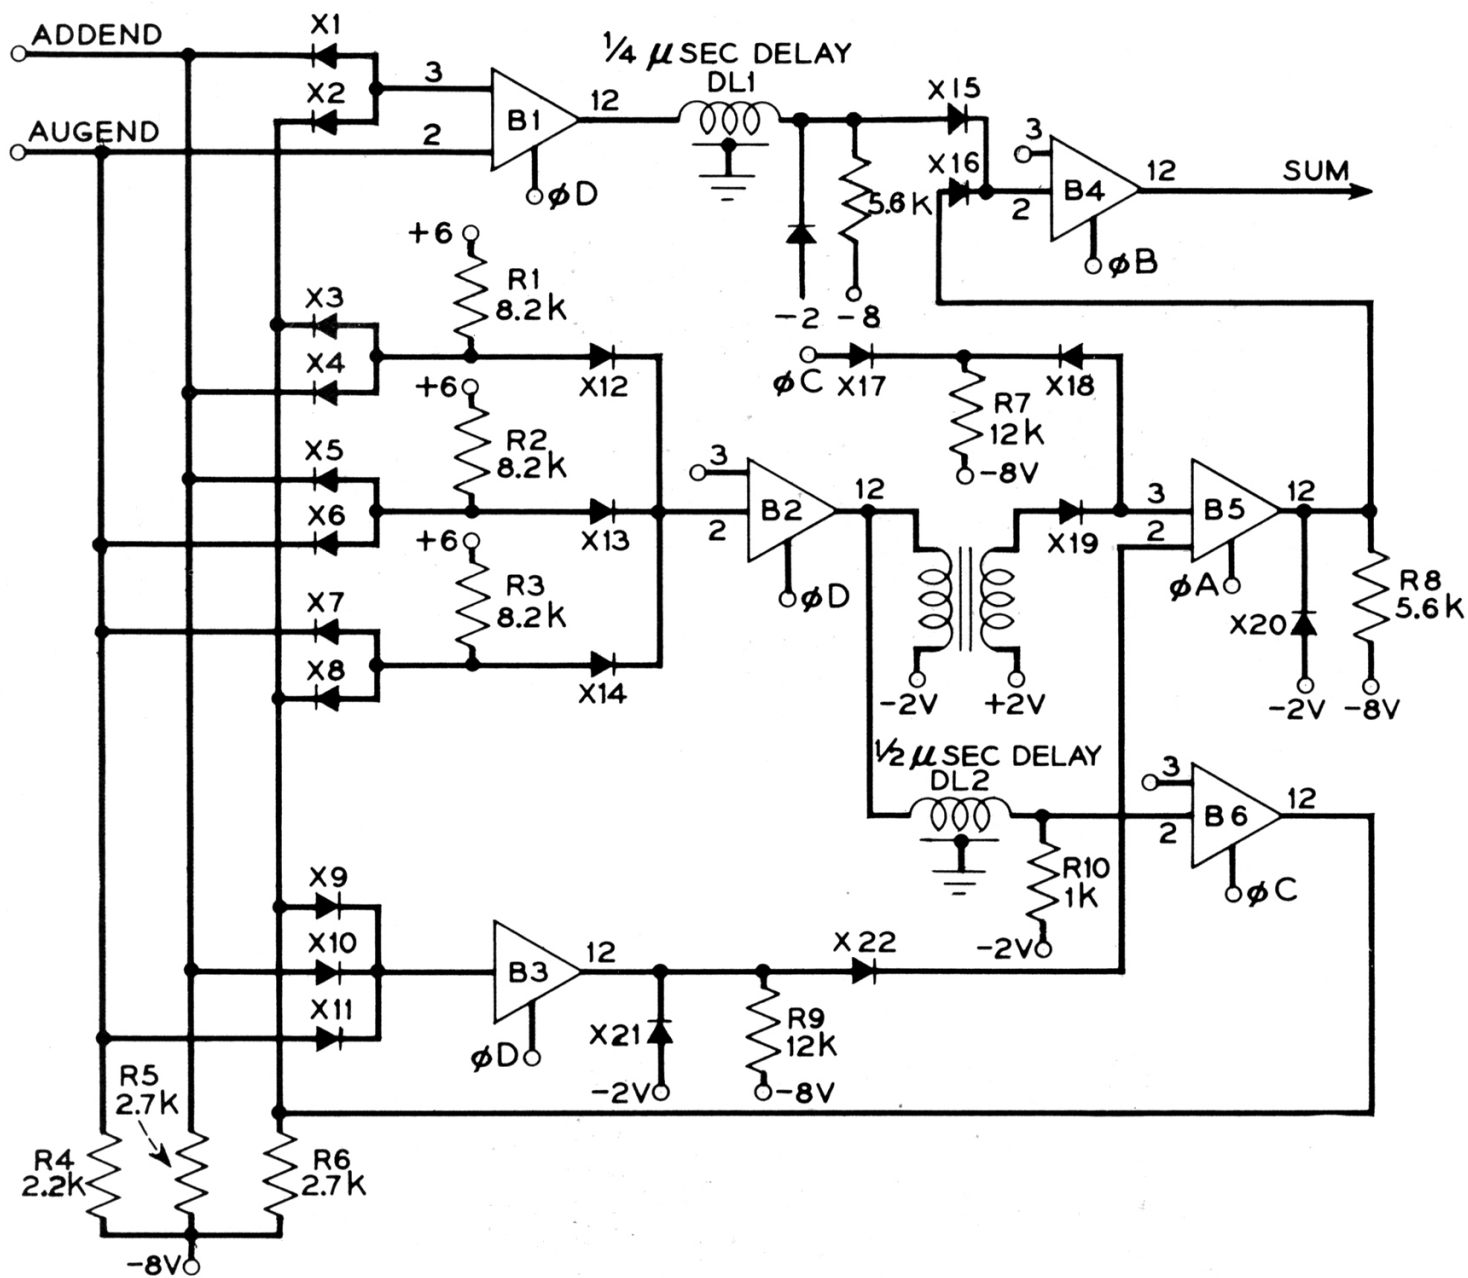 ADDEND
X1
X2
AUGEND
3
2
B1
12
φD
1/4 μSEC DELAY
DL1
X15
X16
5.6K
-2
-8
3
2
B4
12
φB
SUM
+6
R1
8.2K
X3
X4
X12
+6
R2
8.2K
X5
X6
X13
+6
R3
8.2K
X7
X8
X14
φC
X17
X18
R7
12K
-8V
3
2
B2
12
φD
X19
-2V
+2V
3
2
B5
12
φA
X20
R8
5.6K
-2V
-8V
1/2 μSEC DELAY
DL2
R10
1K
-2V
3
2
B6
12
φC
X9
X10
X11
B3
12
φD
X22
X21
R9
12K
-2V
-8V
R5
2.7K
R4
2.2K
R6
2.7K
-8V